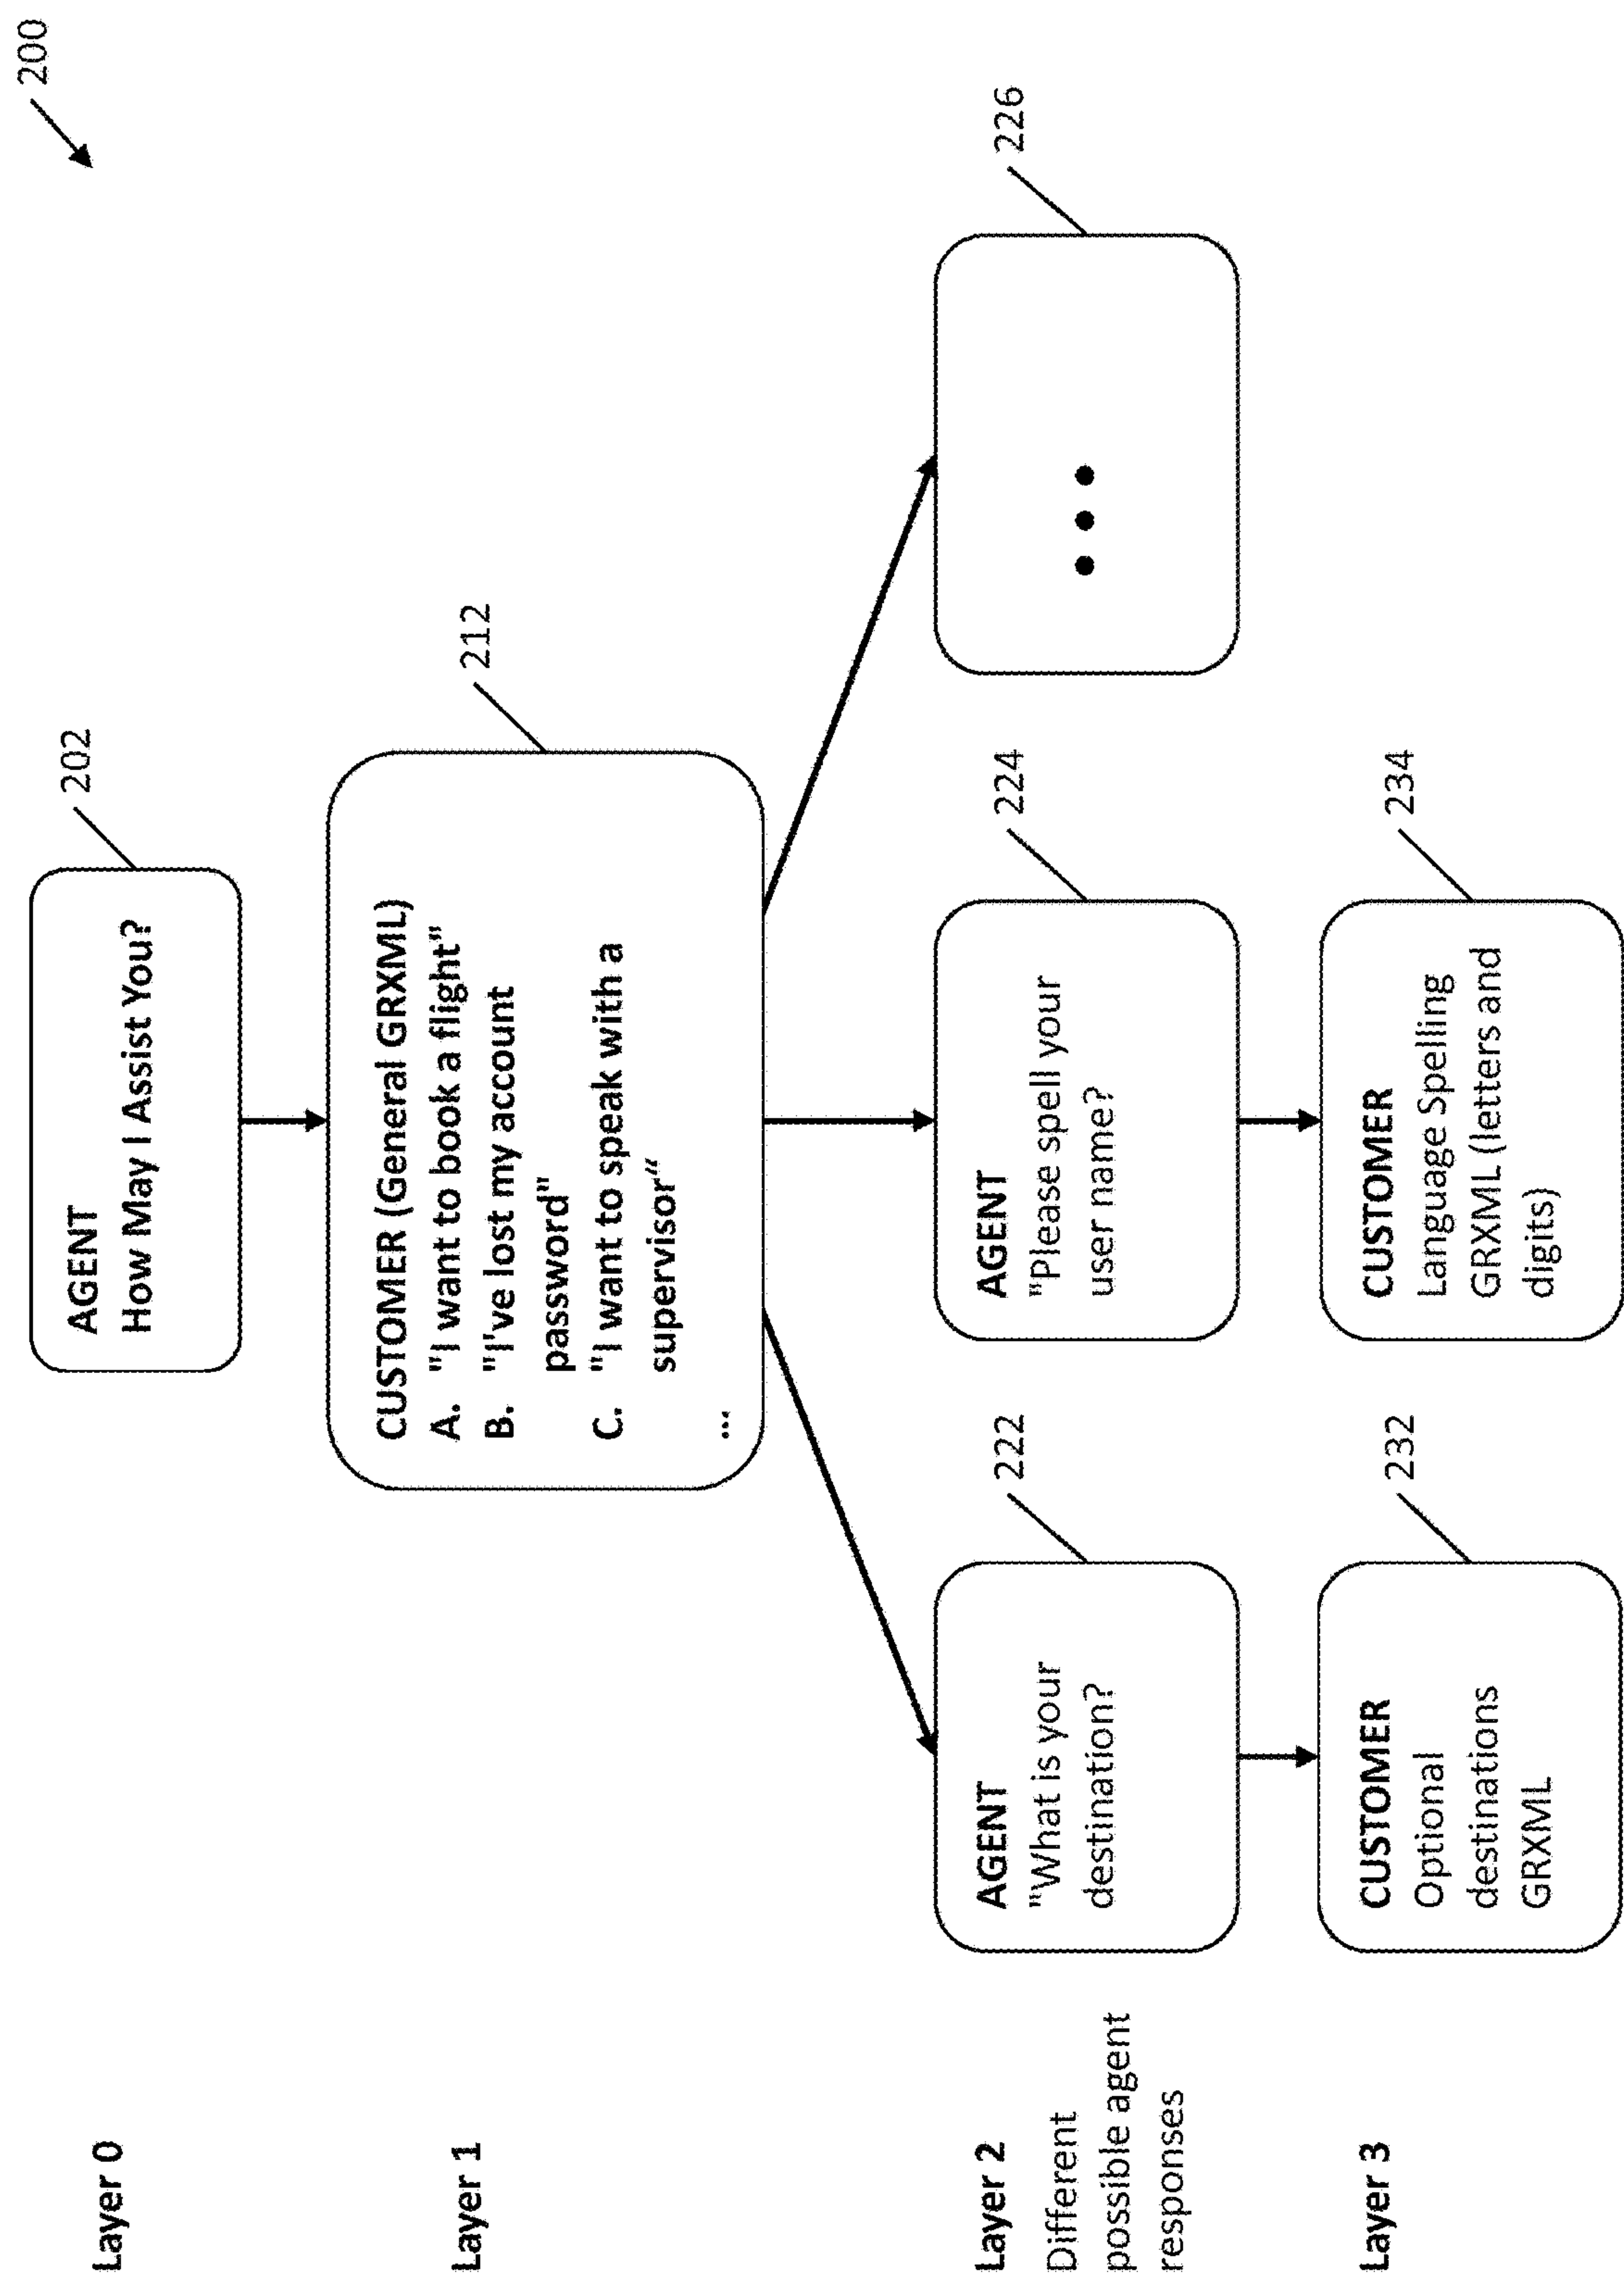 200
Layer 0
AGENT
How May I Assist You?
202
Layer 1
CUSTOMER (General GRXML)
A. "I want to book a flight"
B. "I've lost my account
password"
C. "I want to speak with a
supervisor“
...
212
Layer 2
Different
possible agent
responses
AGENT
"What is your
destination?
222
AGENT
"Please spell your
user name?
224
● ● ●
226
Layer 3
CUSTOMER
Optional
destinations
GRXML
232
CUSTOMER
Language Spelling
GRXML (letters and
digits)
234